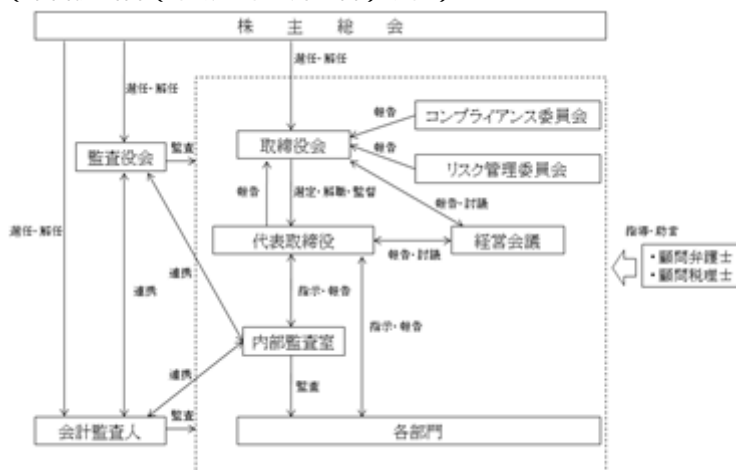 株主総会
選任・解任
選任・解任
報告
コンプライアンス委員会
監査役会
監査
取締役会
報告
リスク管理委員会
報告
選定・解職・監督
報告・討議
選任・解任
代表取締役
報告・討議
経営会議
指導・助言
・顧問弁護士
・顧問税理士
連携
連携
指示・報告
指示・報告
内部監査室
連携
監査
会計監査人
監査
各部門